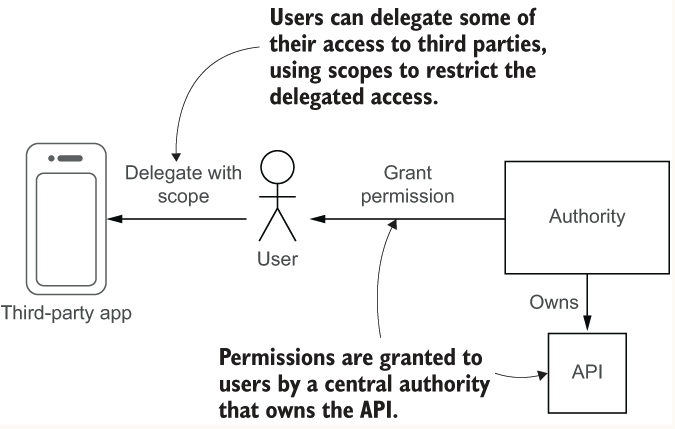 Users can delegate some of
their access to third parties,
using scopes to restrict the
delegated access.
Delegate with
scope
Grant
permission
Authority
User
Third-party app
Owns
API
Permissions are granted to
users by a central authority
that owns the API.